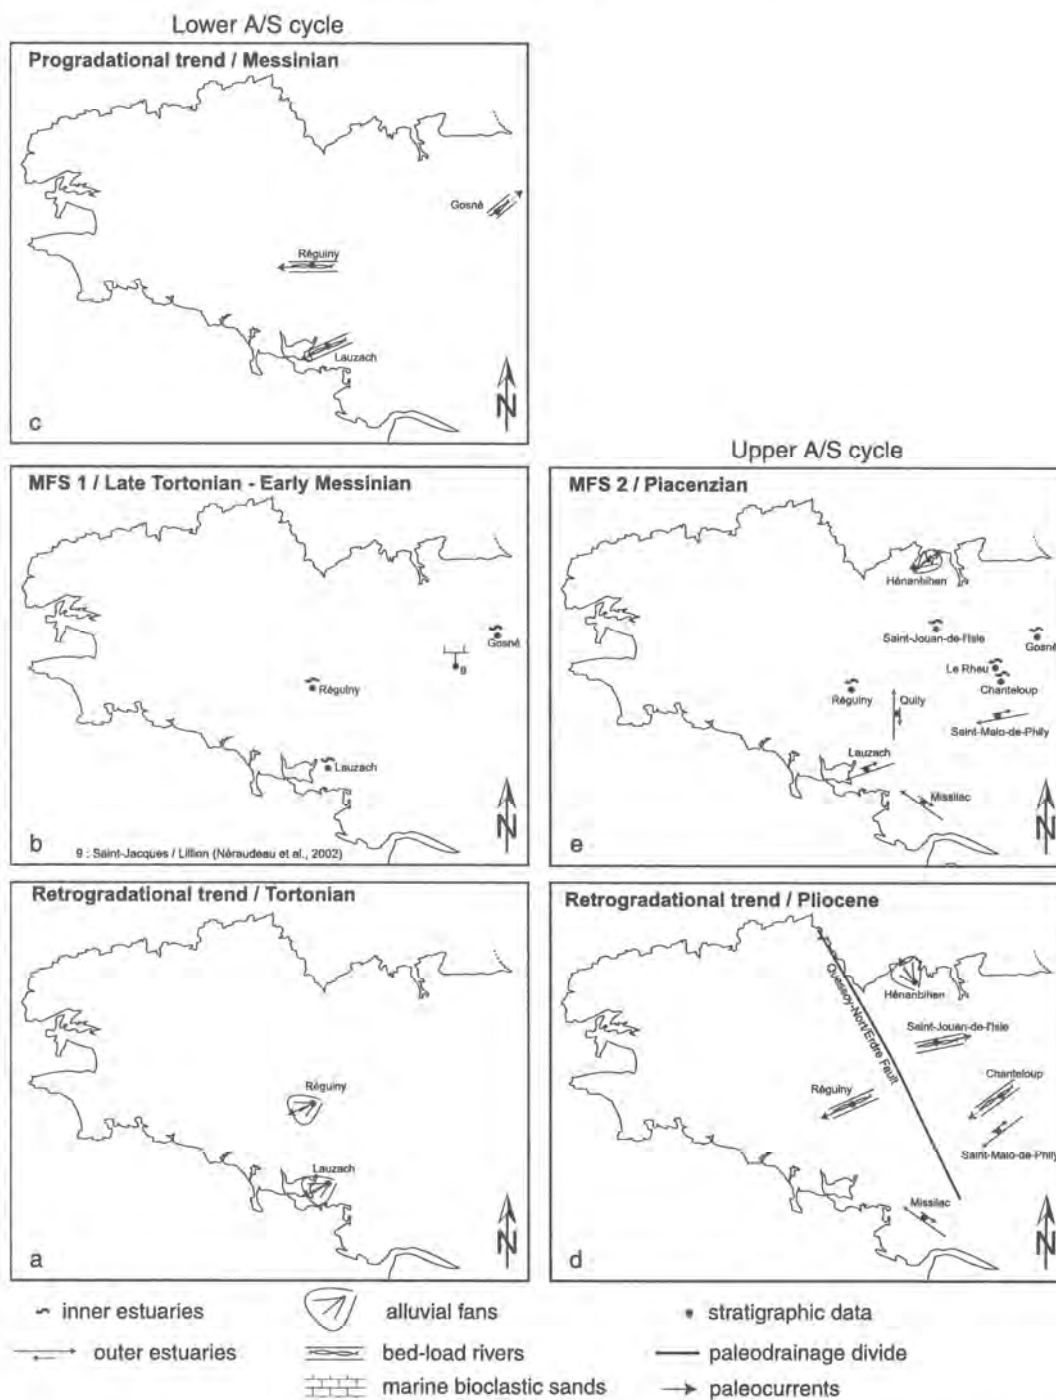 Lower A/S cycle
Progradational trend / Messinian
Gosné
Réguiny
Lauzach
N
c
Upper A/S cycle
MFS 1 / Late Tortonian - Early Messinian
Gosné
9
Réguiny
Lauzach
N
b
9 : Saint-Jacques / Lillion (Néraudeau et al., 2002)
MFS 2 / Piacenzian
Hénanbihen
Saint-Jouan-de-l'Isle
Gosné
Le Rheu
Chanteloup
Réguiny
Quily
Saint-Malo-de-Phily
Lauzach
Missilac
N
e
Retrogradational trend / Tortonian
Réguiny
Lauzach
N
a
Retrogradational trend / Pliocene
Quessoy-Nort/Erdre Fault
Hénanbihen
Saint-Jouan-de-l'Isle
Chanteloup
Réguiny
Saint-Malo-de-Phily
Missilac
N
d
inner estuaries
alluvial fans
stratigraphic data
outer estuaries
bed-load rivers
paleodrainage divide
marine bioclastic sands
paleocurrents